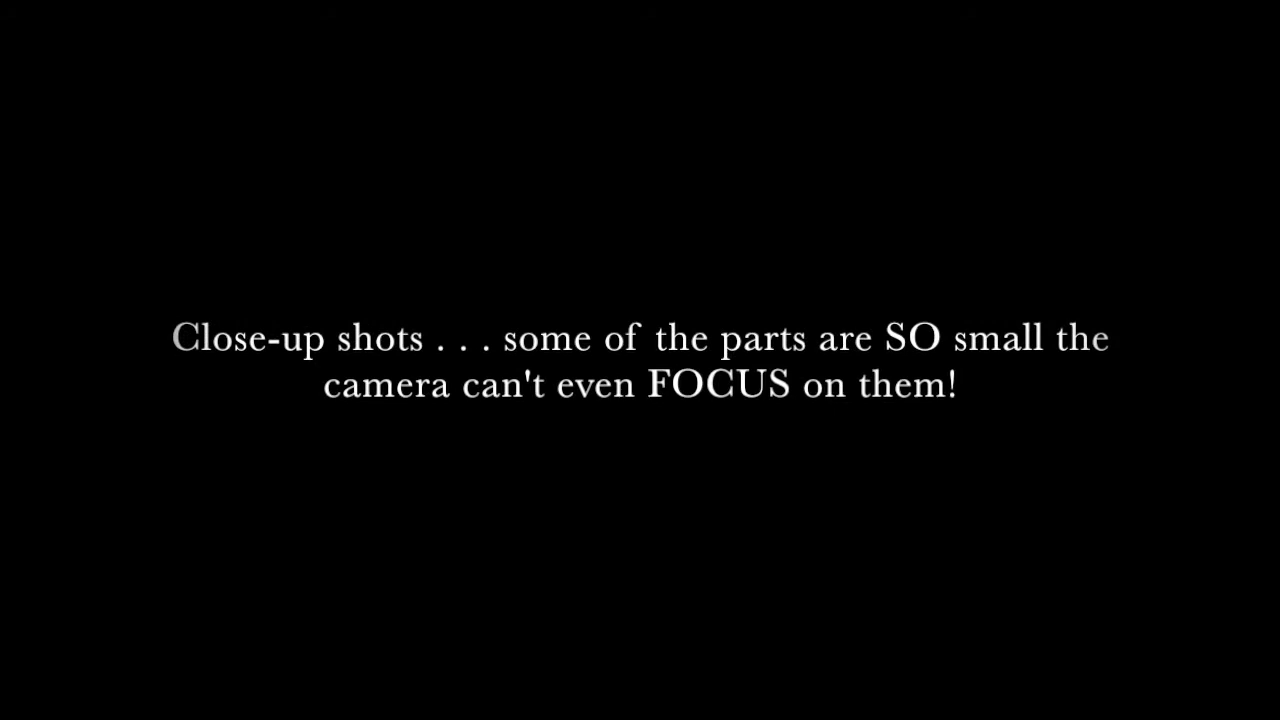 Close-up shots . . . some of the parts are SO small the
camera can't even FOCUS on them!